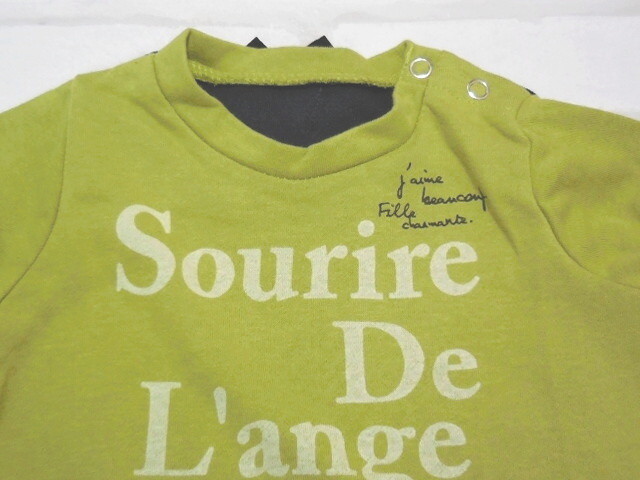 j'aime
beaucoup
Fille
charmante.
Sourire
De
L'ange